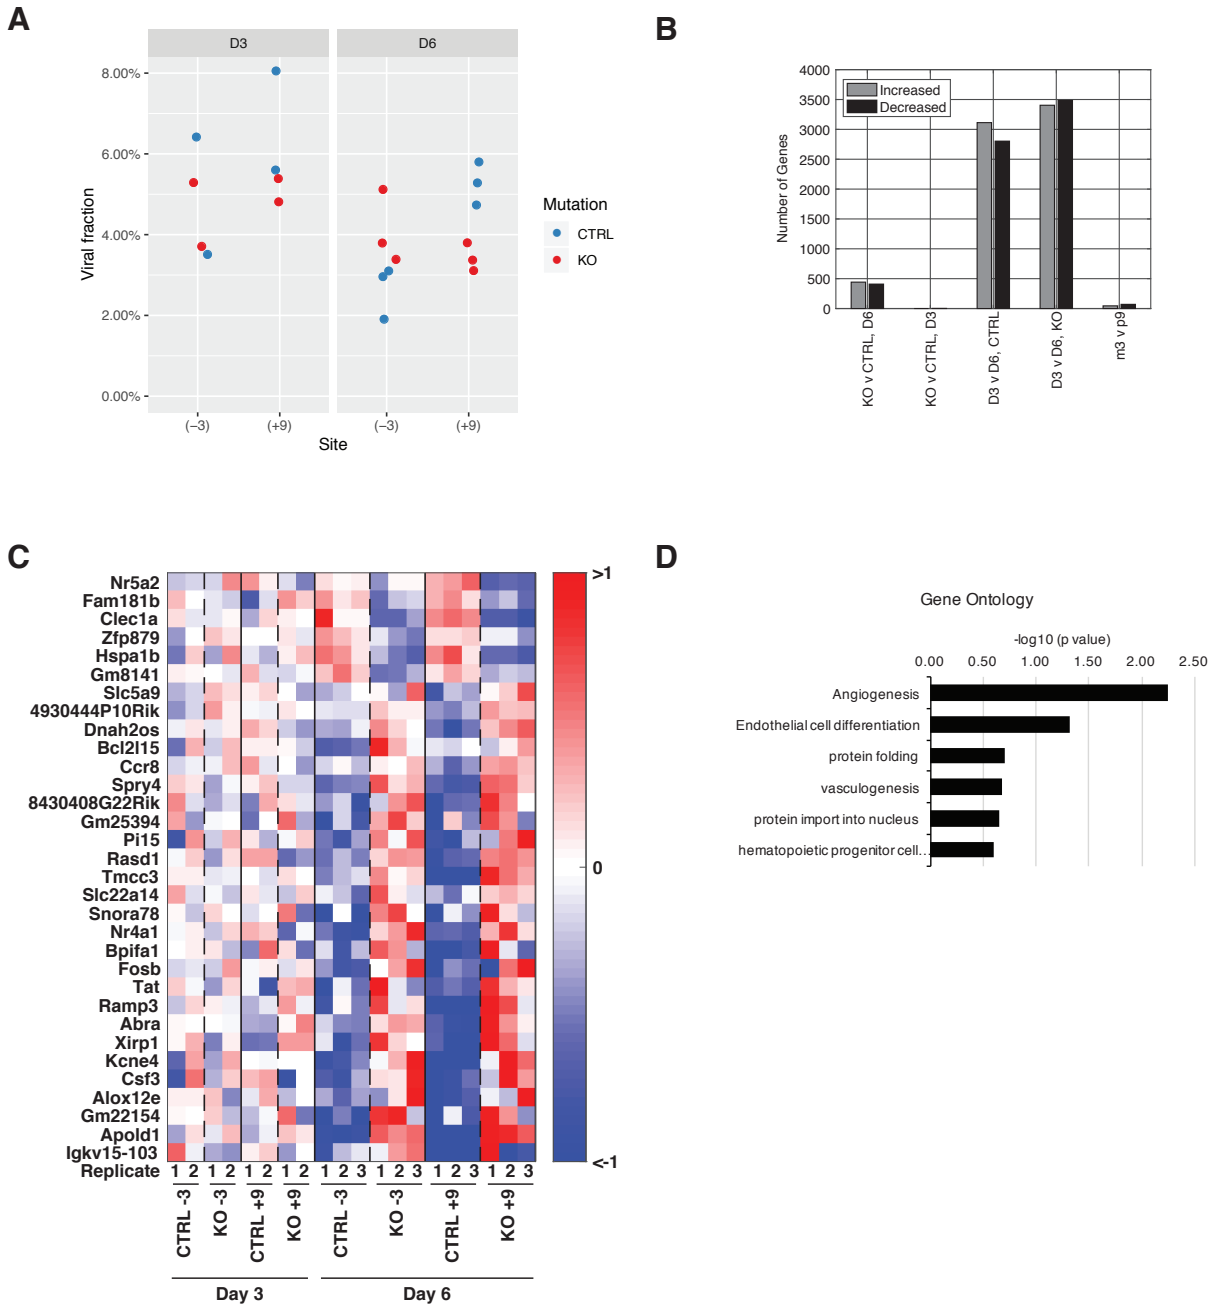 A
D3 D6
8.00%
6.00%
4.00%
2.00%
0.00%
Viral fraction
(−3) (+9) (−3) (+9)
Site
Mutation
CTRL
KO
B
4000
3500
3000
2500
2000
1500
1000
500
0
Number of Genes
Increased
Decreased
KO v CTRL, D6
KO v CTRL, D3
D3 v D6, CTRL
D3 v D6, KO
m3 v p9
C
Nr5a2
Fam181b
Clec1a
Zfp879
Hspa1b
Gm8141
Slc5a9
4930444P10Rik
Dnah2os
Bcl2l15
Ccr8
Spry4
8430408G22Rik
Gm25394
Pi15
Rasd1
Tmcc3
Slc22a14
Snora78
Nr4a1
Bpifa1
Fosb
Tat
Ramp3
Abra
Xirp1
Kcne4
Csf3
Alox12e
Gm22154
Apold1
Igkv15-103
Replicate 1 2 1 2 1 2 1 2 1 2 3 1 2 3 1 2 3 1 2 3
CTRL -3
KO -3
CTRL +9
KO +9
CTRL -3
KO -3
CTRL +9
KO +9
Day 3 Day 6
>1
0
<-1
D
Gene Ontology
-log10 (p value)
0.00 0.50 1.00 1.50 2.00 2.50
Angiogenesis
Endothelial cell differentiation
protein folding
vasculogenesis
protein import into nucleus
hematopoietic progenitor cell...